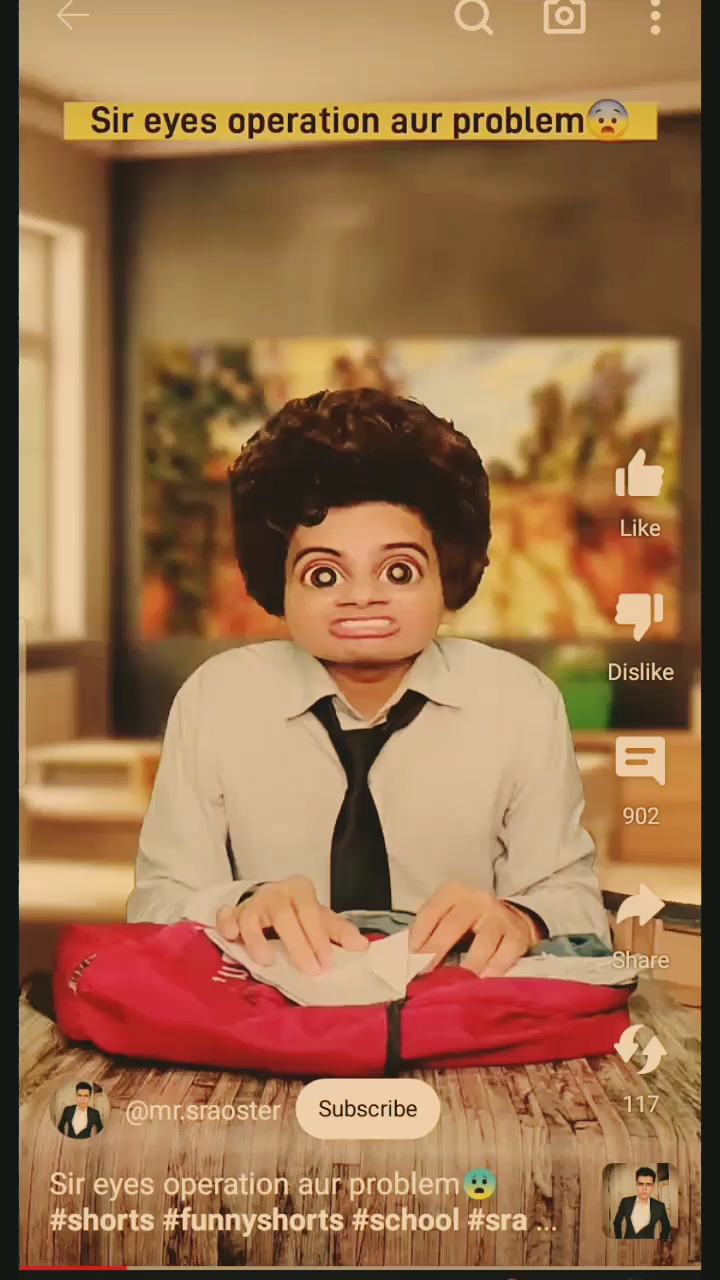 Sir eyes operation aur problem😨
Like
Dislike
902
Share
117
@mr.sraoster
Subscribe
Sir eyes operation aur problem😨
#shorts #funnyshorts #school #sra ...